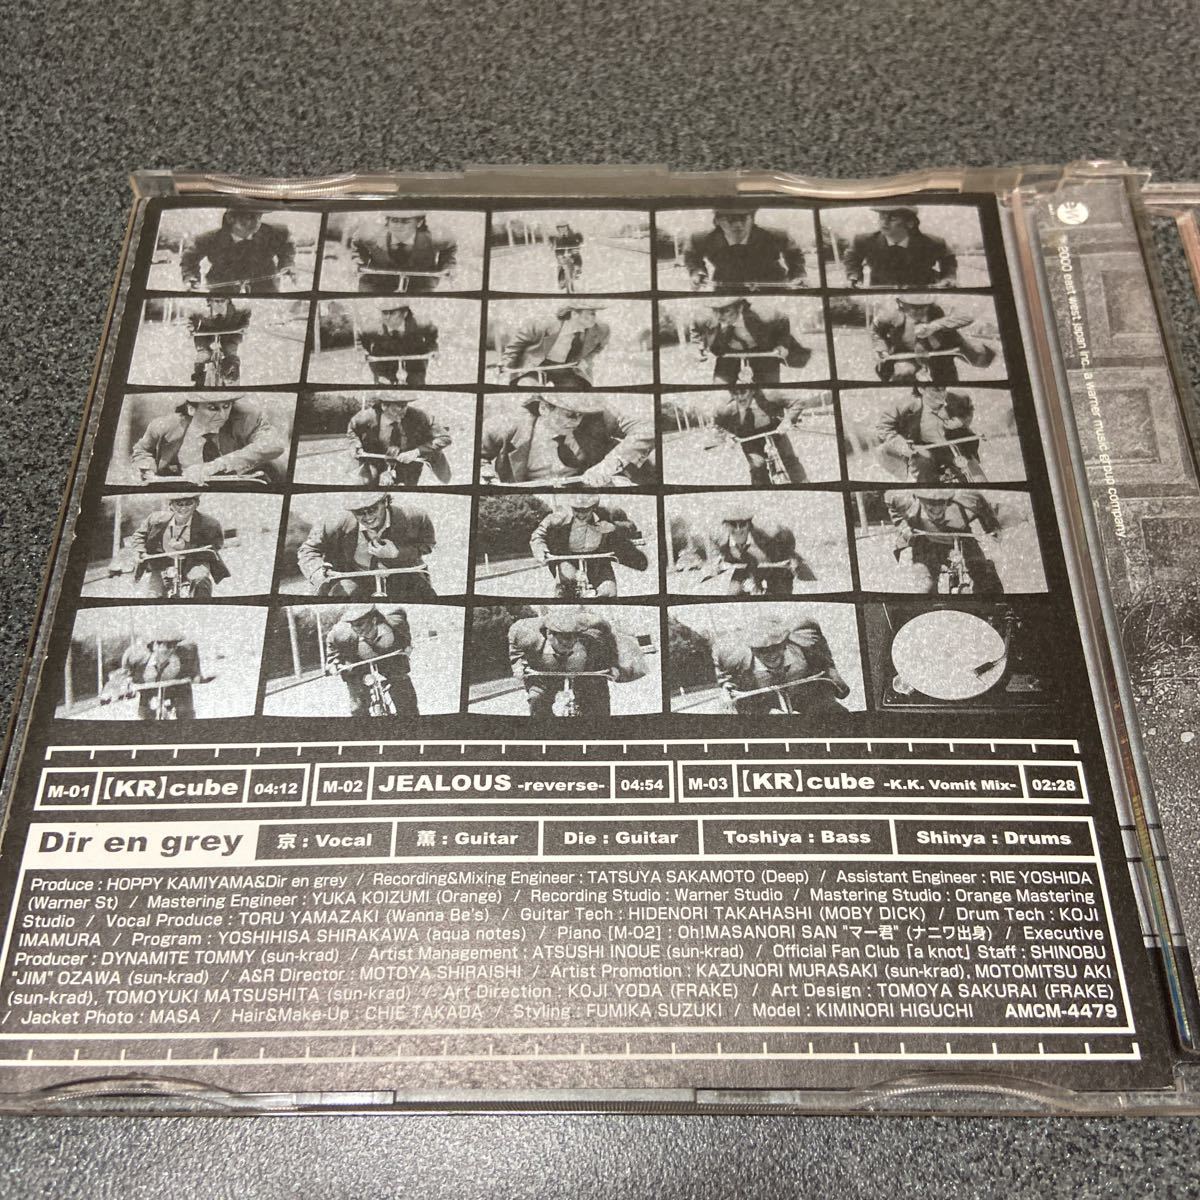 M-01 【KR】cube 04:12 M-02 JEALOUS -reverse- 04:54 M-03 【KR】cube -K.K. Vomit Mix- 02:28
Dir en grey 京 : Vocal 薫 : Guitar Die : Guitar Toshiya : Bass Shinya : Drums
Produce : HOPPY KAMIYAMA&Dir en grey / Recording&Mixing Engineer : TATSUYA SAKAMOTO (Deep) / Assistant Engineer : RIE YOSHIDA
(Warner St) / Mastering Engineer : YUKA KOIZUMI (Orange) / Recording Studio : Warner Studio / Mastering Studio : Orange Mastering
Studio / Vocal Produce : TORU YAMAZAKI (Wanna Be's) / Guitar Tech : HIDENORI TAKAHASHI (MOBY DICK) / Drum Tech : KOJI
IMAMURA / Program : YOSHIHISA SHIRAKAWA (aqua notes) / Piano [M-02] : Oh!MASANORI SAN "マー君" (ナニワ出身) / Executive
Producer : DYNAMITE TOMMY (sun-krad) / Artist Management : ATSUSHI INOUE (sun-krad) / Official Fan Club「a knot」Staff : SHINOBU
"JIM" OZAWA (sun-krad) / A&R Director : MOTOYA SHIRAISHI / Artist Promotion : KAZUNORI MURASAKI (sun-krad), MOTOMITSU AKI
(sun-krad), TOMOYUKI MATSUSHITA (sun-krad) / Art Direction : KOJI YODA (FRAKE) / Art Design : TOMOYA SAKURAI (FRAKE)
/ Jacket Photo : MASA / Hair&Make-Up : CHIE TAKADA / Styling : FUMIKA SUZUKI / Model : KIMINORI HIGUCHI AMCM-4479
2000 east west japan inc. a warner music group company.